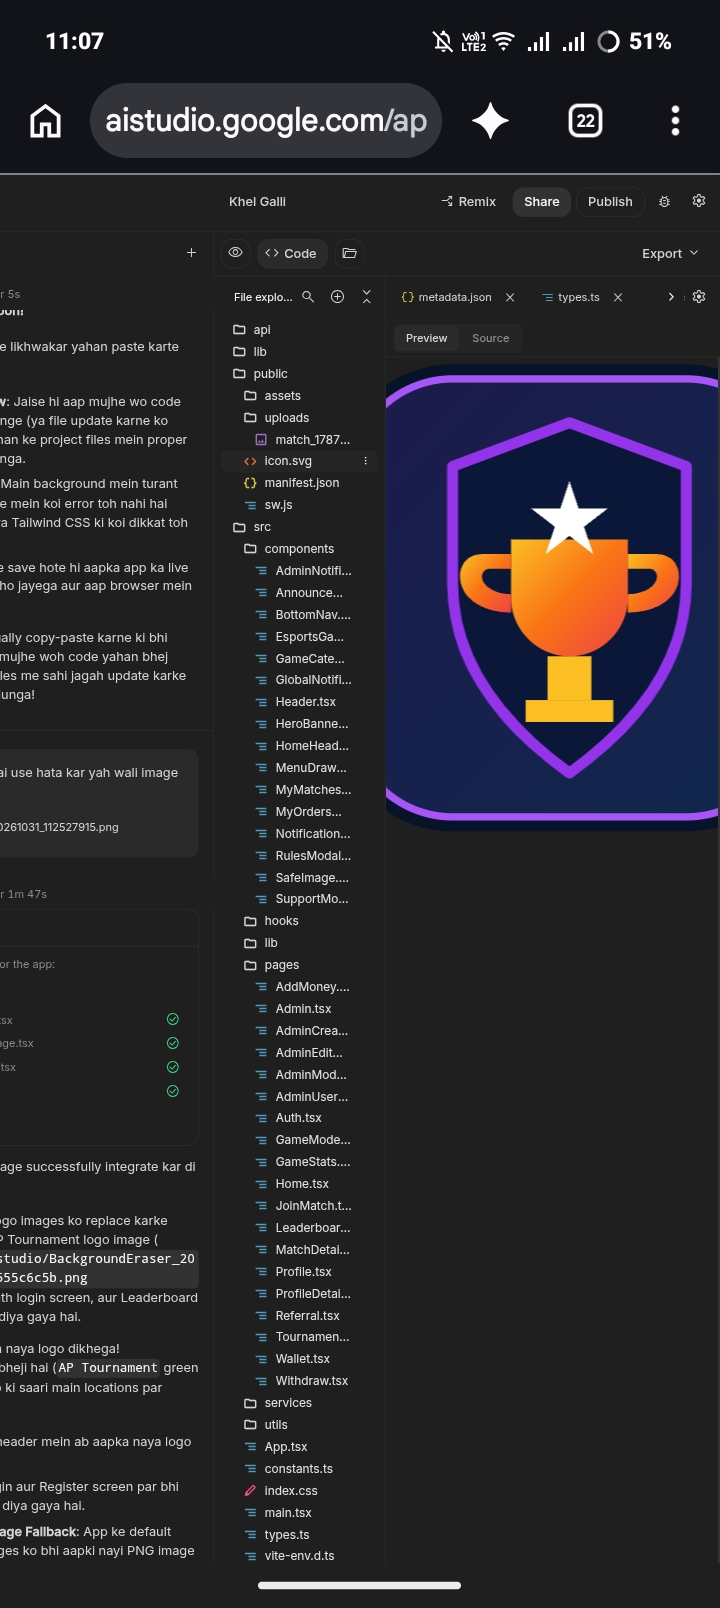 11:07
Vol) 1
LTE2
51%
aistudio.google.com/ap
22
Khel Galli
Remix
Share
Publish
Code
Export
r 5s
File explo...
metadata.json
types.ts
Preview
Source
e likhwakar yahan paste karte
w: Jaise hi aap mujhe wo code
nge (ya file update karne ko
han ke project files mein proper
nga.
Main background mein turant
e mein koi error toh nahi hai
a Tailwind CSS ki koi dikkat toh
e save hote hi aapka app ka live
ho jayega aur aap browser mein
ually copy-paste karne ki bhi
mujhe woh code yahan bhej
les me sahi jagah update karke
lunga!
ai use hata kar yah wali image
0261031_112527915.png
r 1m 47s
or the app:
tsx
age.tsx
tsx
age successfully integrate kar di
ogo images ko replace karke
P Tournament logo image (
studio/BackgroundEraser_20
555c6c5b.png
th login screen, aur Leaderboard
diya gaya hai.
n naya logo dikhega!
bheji hai (AP Tournament green
o ki saari main locations par
header mein ab aapka naya logo
gin aur Register screen par bhi
diya gaya hai.
age Fallback: App ke default
ges ko bhi aapki nayi PNG image
api
lib
public
assets
uploads
match_1787...
icon.svg
manifest.json
sw.js
src
components
AdminNotifi...
Announce...
BottomNav....
EsportsGa...
GameCate...
GlobalNotifi...
Header.tsx
HeroBanne...
HomeHead...
MenuDraw...
MyMatches...
MyOrders...
Notification...
RulesModal...
SafeImage....
SupportMo...
hooks
lib
pages
AddMoney....
Admin.tsx
AdminCrea...
AdminEdit...
AdminMod...
AdminUser...
Auth.tsx
GameMode...
GameStats....
Home.tsx
JoinMatch.t...
Leaderboar...
MatchDetai...
Profile.tsx
ProfileDetai...
Referral.tsx
Tournamen...
Wallet.tsx
Withdraw.tsx
services
utils
App.tsx
constants.ts
index.css
main.tsx
types.ts
vite-env.d.ts